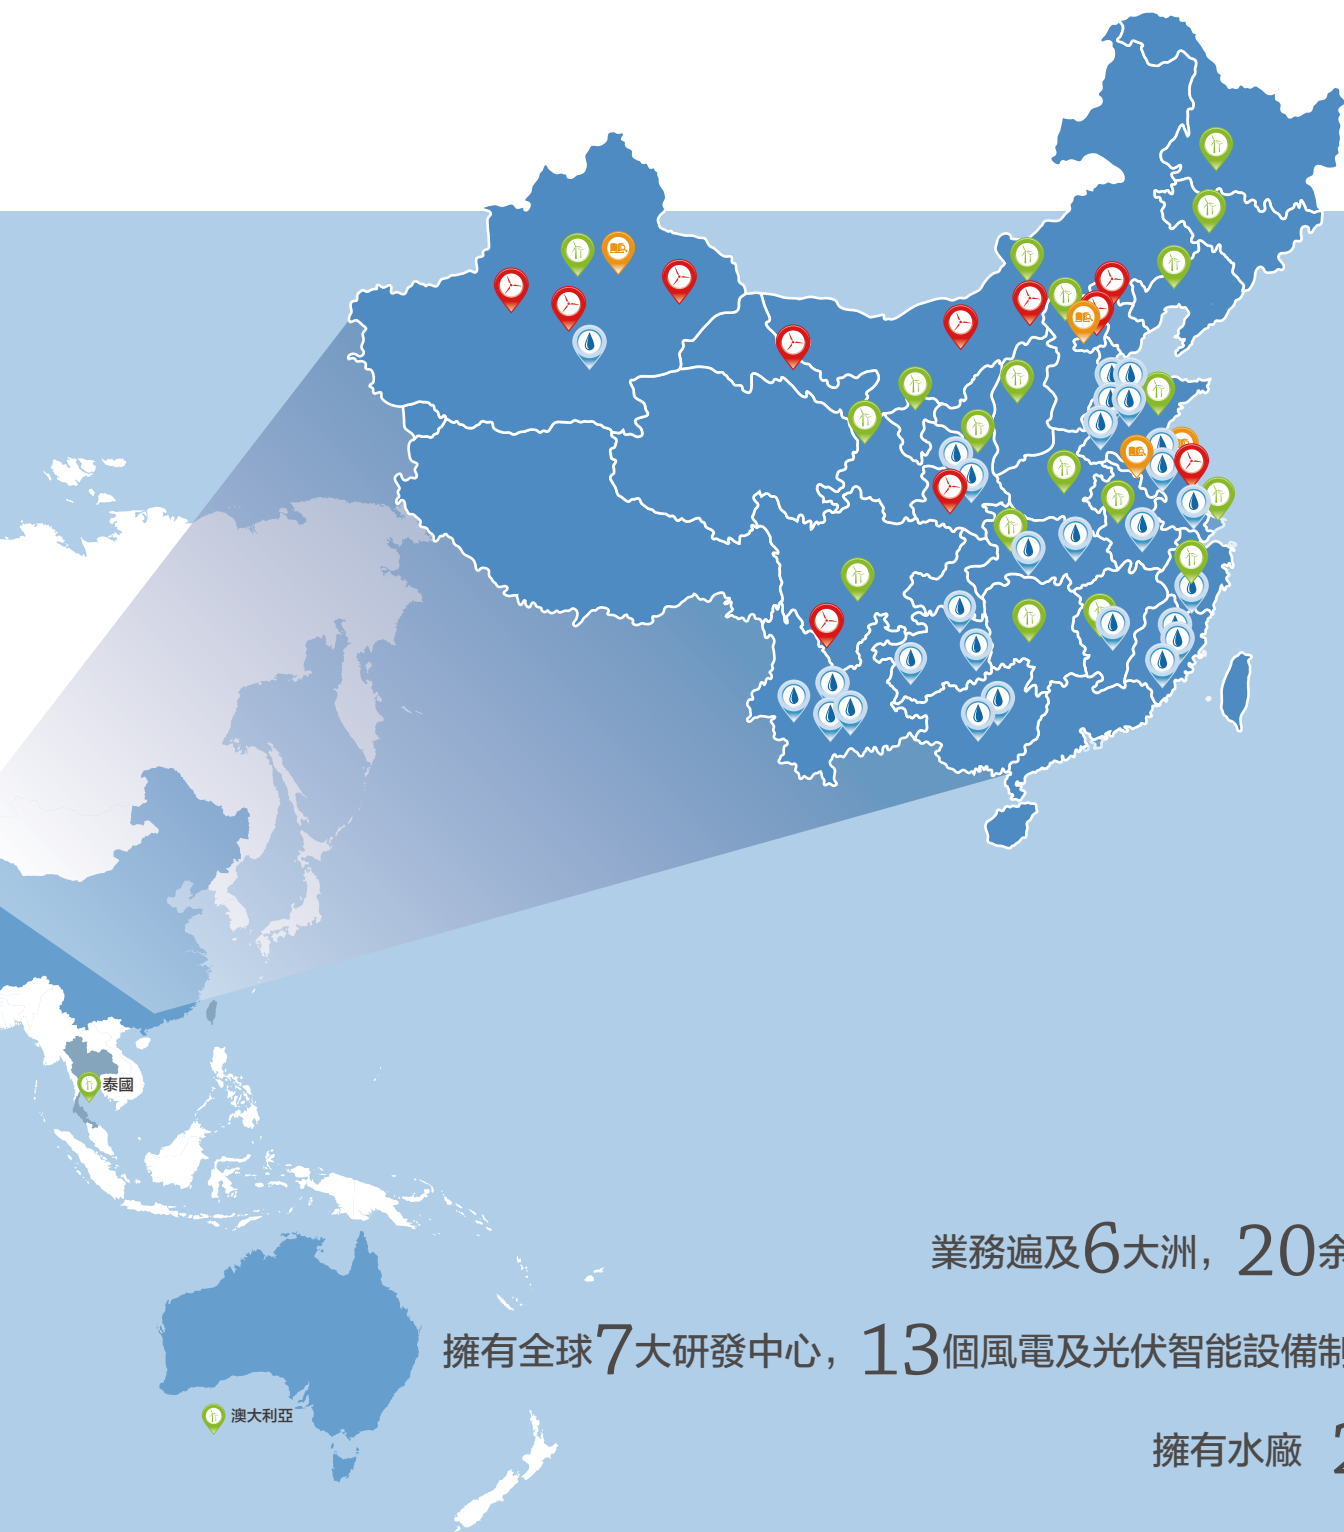 泰國
業務遍及6大洲，20余
擁有全球7大研發中心，13個風電及光伏智能設備制
澳大利亞
擁有水廠